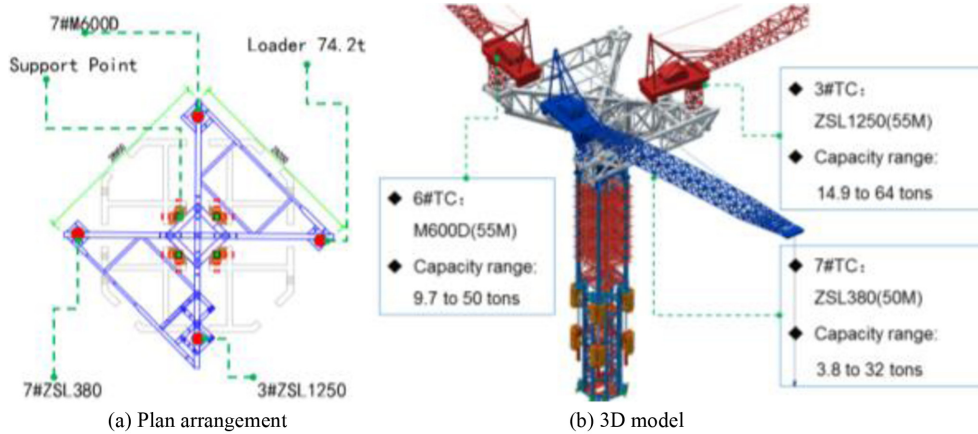 7#M600D
Loader 74.2t
Support Point
7#ZSL380
3#ZSL1250
(a) Plan arrangement
3#TC:
ZSL1250(55M)
Capacity range:
14.9 to 64 tons
6#TC:
M600D(55M)
Capacity range:
9.7 to 50 tons
7#TC:
ZSL380(50M)
Capacity range:
3.8 to 32 tons
(b) 3D model